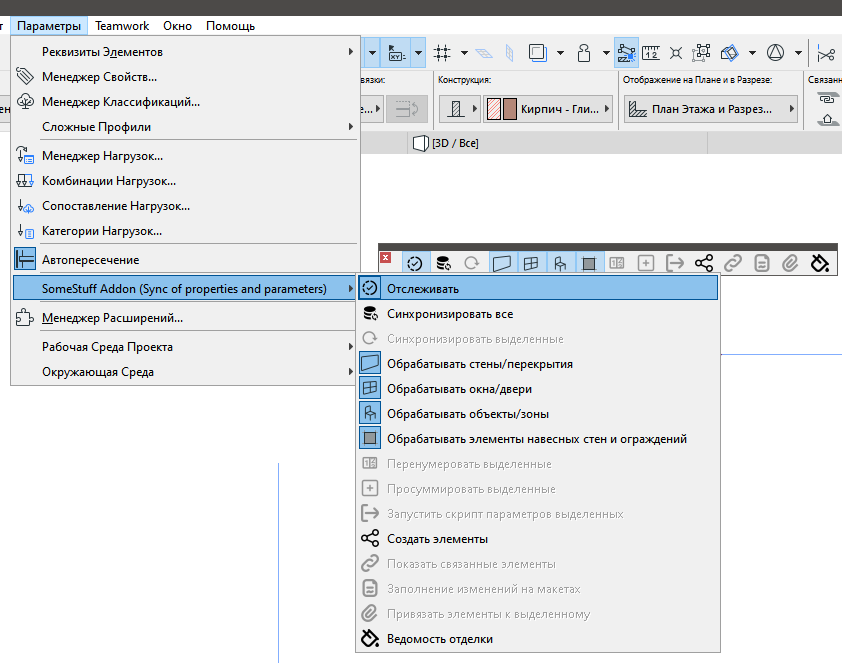 Параметры Teamwork Окно Помощь
Реквизиты Элементов
Менеджер Свойств...
Менеджер Классификаций...
Сложные Профили
Менеджер Нагрузок...
Комбинации Нагрузок...
Сопоставление Нагрузок...
Категории Нагрузок...
Автопересечение
SomeStuff Addon (Sync of properties and parameters)
Менеджер Расширений...
Рабочая Среда Проекта
Окружающая Среда
XY:
1 2
Конструкция:
Отображение на Плане и в Разрезе:
Кирпич - Гли...
План Этажа и Разрез...
[3D / Все]
Отслеживать
Синхронизировать все
Синхронизировать выделенные
Обрабатывать стены/перекрытия
Обрабатывать окна/двери
Обрабатывать объекты/зоны
Обрабатывать элементы навесных стен и ограждений
Перенумеровать выделенные
Просуммировать выделенные
Запустить скрипт параметров выделенных
Создать элементы
Показать связанные элементы
Заполнение изменений на макетах
Привязать элементы к выделенному
Ведомость отделки